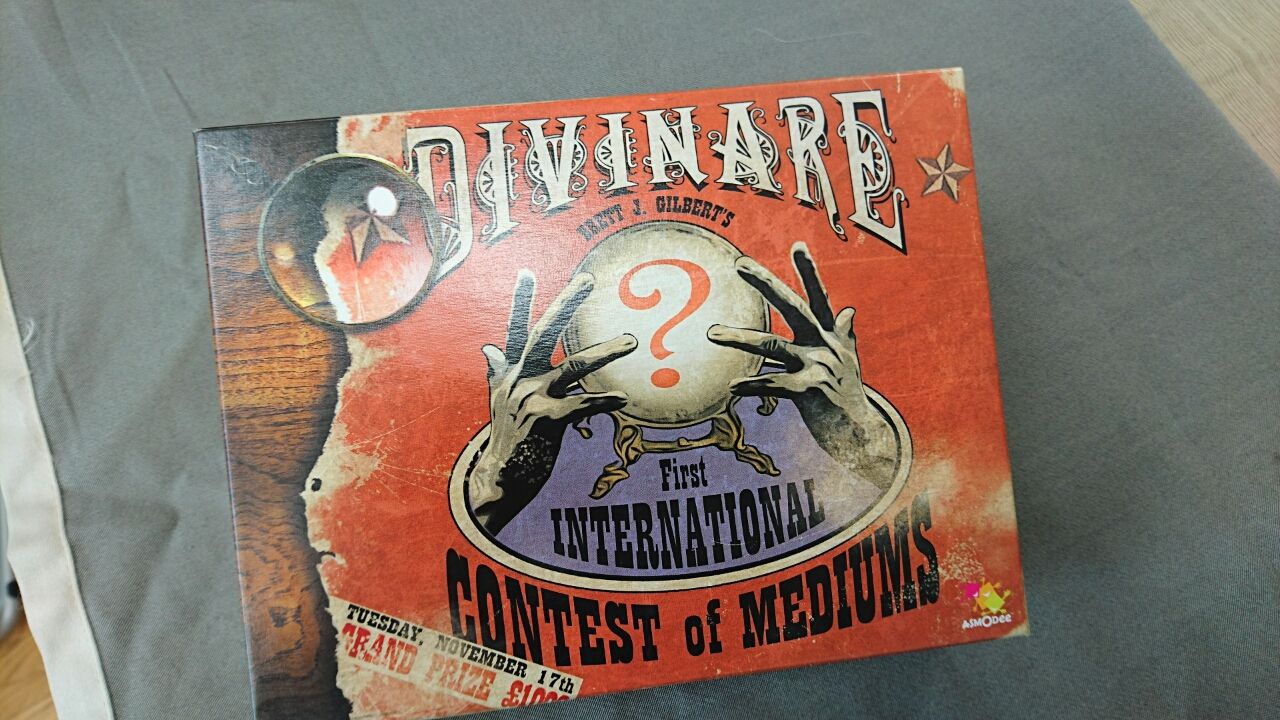 DIVINARE
BRETT J. GILBERT'S
?
First
INTERNATIONAL
CONTEST of MEDIUMS
TUESDAY, NOVEMBER 17th
GRAND PRIZE
ASMODee